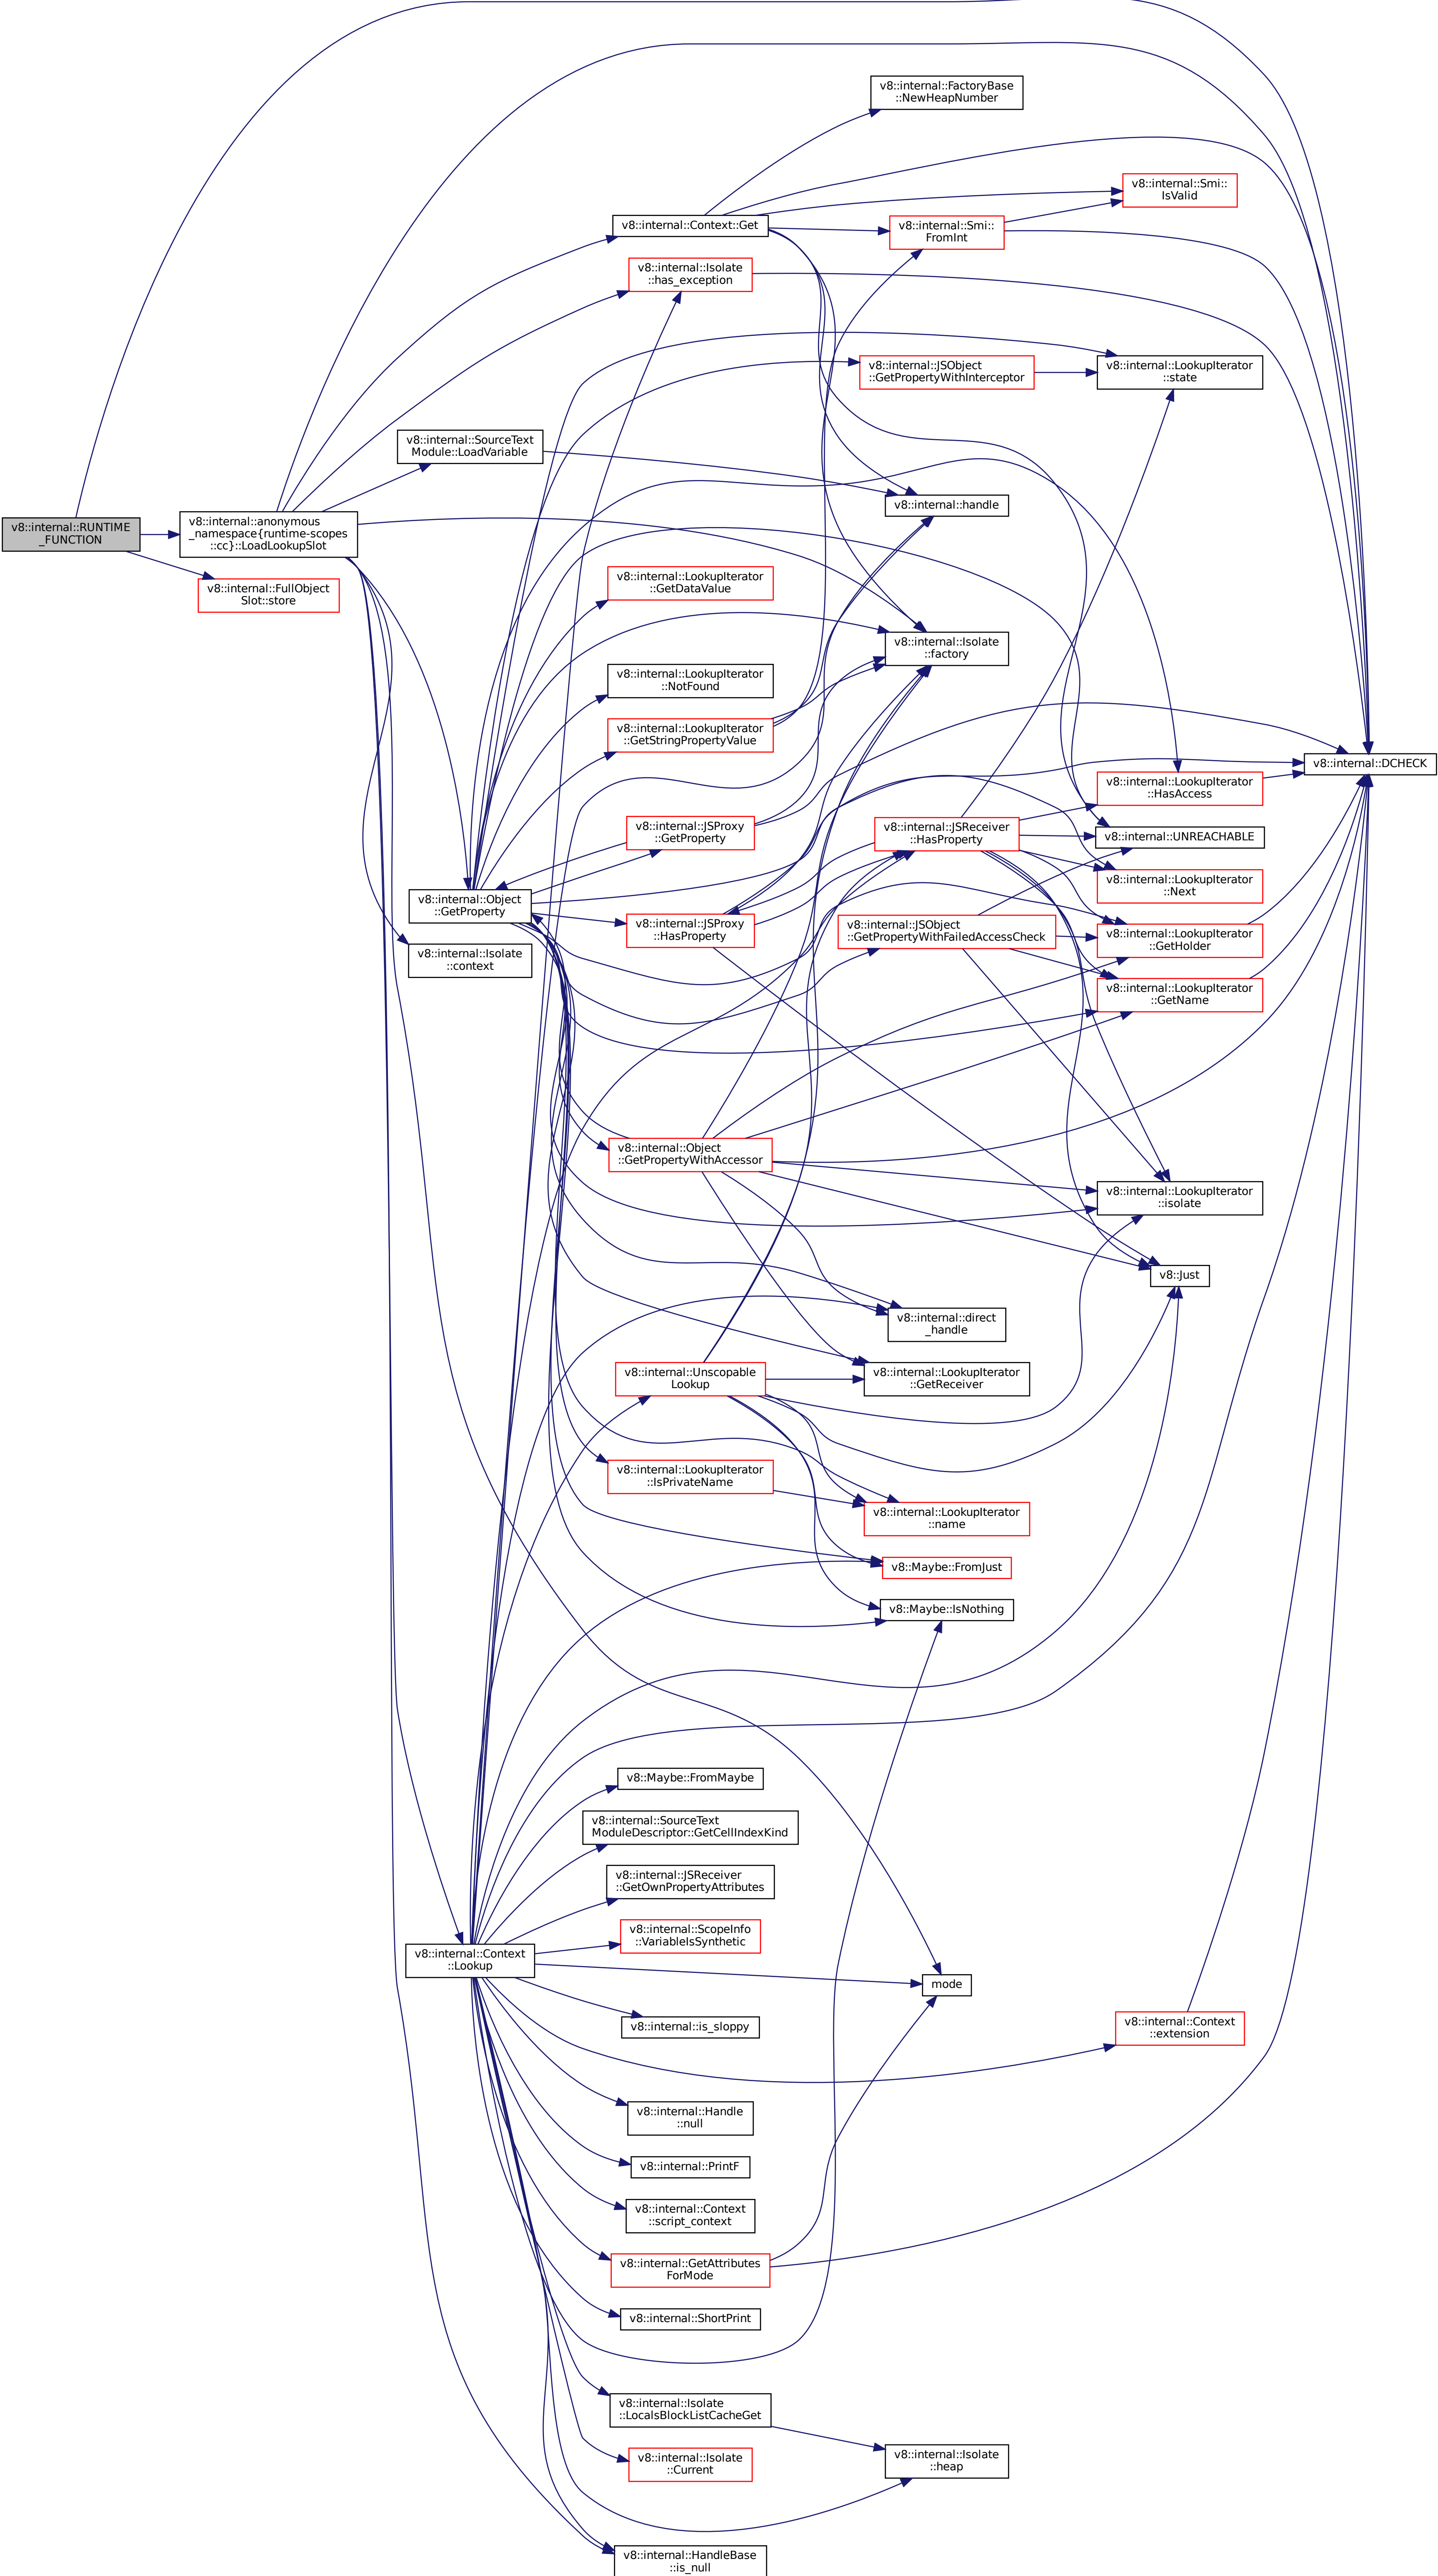 v8::internal::FactoryBase
::NewHeapNumber
v8::internal::Smi::
IsValid
v8::internal::Context::Get
v8::internal::Smi::
FromInt
v8::internal::Isolate
::has_exception
v8::internal::JSObject
::GetPropertyWithInterceptor
v8::internal::LookupIterator
::state
v8::internal::SourceText
Module::LoadVariable
v8::internal::handle
v8::internal::RUNTIME
_FUNCTION
v8::internal::anonymous
_namespace{runtime-scopes
::cc}::LoadLookupSlot
v8::internal::FullObject
Slot::store
v8::internal::LookupIterator
::GetDataValue
v8::internal::Isolate
::factory
v8::internal::LookupIterator
::NotFound
v8::internal::LookupIterator
::GetStringPropertyValue
v8::internal::DCHECK
v8::internal::LookupIterator
::HasAccess
v8::internal::JSProxy
::GetProperty
v8::internal::JSReceiver
::HasProperty
v8::internal::UNREACHABLE
v8::internal::LookupIterator
::Next
v8::internal::Object
::GetProperty
v8::internal::JSProxy
::HasProperty
v8::internal::JSObject
::GetPropertyWithFailedAccessCheck
v8::internal::LookupIterator
::GetHolder
v8::internal::Isolate
::context
v8::internal::LookupIterator
::GetName
v8::internal::Object
::GetPropertyWithAccessor
v8::internal::LookupIterator
::isolate
v8::Just
v8::internal::direct
_handle
v8::internal::Unscopable
Lookup
v8::internal::LookupIterator
::GetReceiver
v8::internal::LookupIterator
::IsPrivateName
v8::internal::LookupIterator
::name
v8::Maybe::FromJust
v8::Maybe::IsNothing
v8::Maybe::FromMaybe
v8::internal::SourceText
ModuleDescriptor::GetCellIndexKind
v8::internal::JSReceiver
::GetOwnPropertyAttributes
v8::internal::ScopeInfo
::VariableIsSynthetic
v8::internal::Context
::Lookup
mode
v8::internal::is_sloppy
v8::internal::Context
::extension
v8::internal::Handle
::null
v8::internal::PrintF
v8::internal::Context
::script_context
v8::internal::GetAttributes
ForMode
v8::internal::ShortPrint
v8::internal::Isolate
::LocalsBlockListCacheGet
v8::internal::Isolate
::Current
v8::internal::Isolate
::heap
v8::internal::HandleBase
::is_null